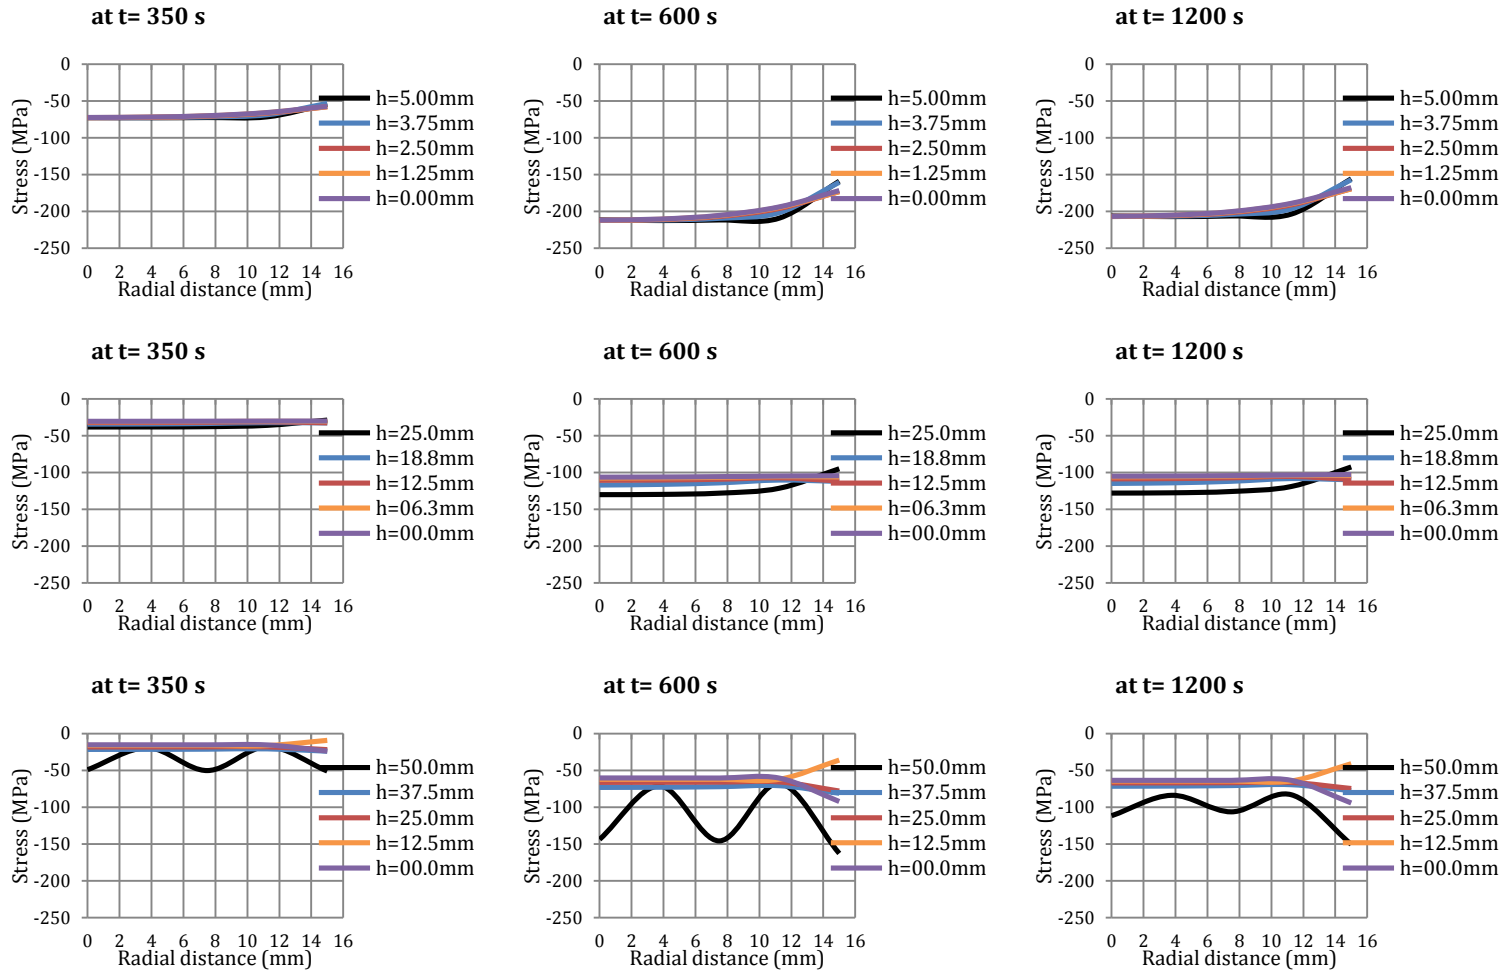 at t= 350 s
Stress (MPa)
0
-50
-100
-150
-200
-250
0 2 4 6 8 10 12 14 16
Radial distance (mm)
h=5.00mm
h=3.75mm
h=2.50mm
h=1.25mm
h=0.00mm
at t= 600 s
Stress (MPa)
0
-50
-100
-150
-200
-250
0 2 4 6 8 10 12 14 16
Radial distance (mm)
h=5.00mm
h=3.75mm
h=2.50mm
h=1.25mm
h=0.00mm
at t= 1200 s
Stress (MPa)
0
-50
-100
-150
-200
-250
0 2 4 6 8 10 12 14 16
Radial distance (mm)
h=5.00mm
h=3.75mm
h=2.50mm
h=1.25mm
h=0.00mm
at t= 350 s
Stress (MPa)
0
-50
-100
-150
-200
-250
0 2 4 6 8 10 12 14 16
Radial distance (mm)
h=25.0mm
h=18.8mm
h=12.5mm
h=06.3mm
h=00.0mm
at t= 600 s
Stress (MPa)
0
-50
-100
-150
-200
-250
0 2 4 6 8 10 12 14 16
Radial distance (mm)
h=25.0mm
h=18.8mm
h=12.5mm
h=06.3mm
h=00.0mm
at t= 1200 s
Stress (MPa)
0
-50
-100
-150
-200
-250
0 2 4 6 8 10 12 14 16
Radial distance (mm)
h=25.0mm
h=18.8mm
h=12.5mm
h=06.3mm
h=00.0mm
at t= 350 s
Stress (MPa)
0
-50
-100
-150
-200
-250
0 2 4 6 8 10 12 14 16
Radial distance (mm)
h=50.0mm
h=37.5mm
h=25.0mm
h=12.5mm
h=00.0mm
at t= 600 s
Stress (MPa)
0
-50
-100
-150
-200
-250
0 2 4 6 8 10 12 14 16
Radial distance (mm)
h=50.0mm
h=37.5mm
h=25.0mm
h=12.5mm
h=00.0mm
at t= 1200 s
Stress (MPa)
0
-50
-100
-150
-200
-250
0 2 4 6 8 10 12 14 16
Radial distance (mm)
h=50.0mm
h=37.5mm
h=25.0mm
h=12.5mm
h=00.0mm